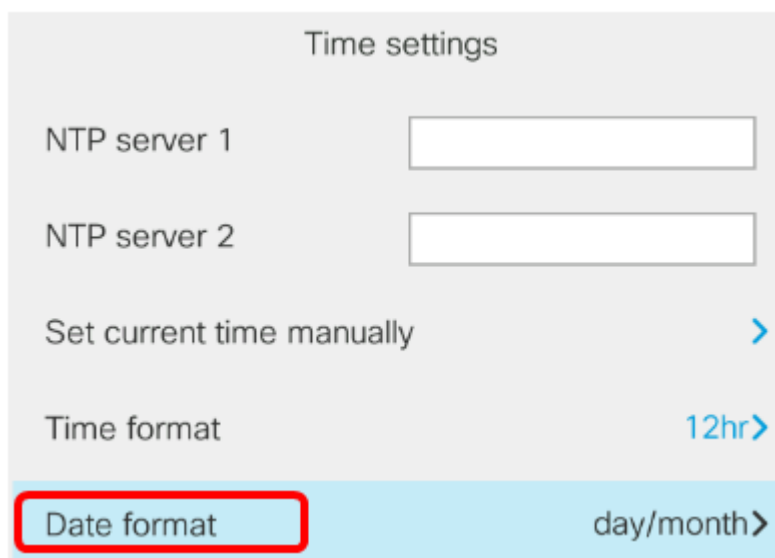 Time settings
NTP server 1
NTP server 2
Set current time manually
Time format 12hr
Date format day/month